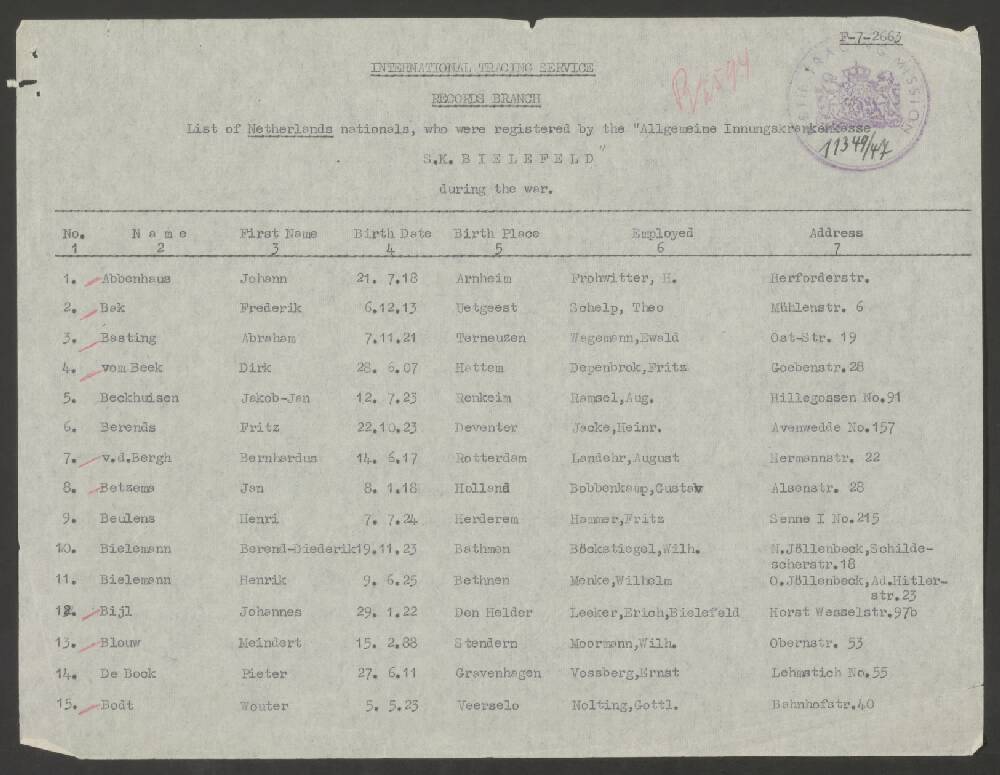 F-7-2663
INTERNATIONAL TRACING SERVICE
RECORDS BRANCH
List of Netherlands nationals, who were registered by the "Allgemeine Innungskrankenkasse
11349/47
S.K. B I E L E F E L D"
during the war.
No. N a m e First Name Birth Date Birth Place Employed Address
1 2 3 4 5 6 7
1. Abbenhaus Johann 21. 7.18 Arnheim Frohwitter, H. Herforderstr.
2. Bak Frederik 6.12.13 Uetgeest Schelp, Theo Mühlenstr. 6
3. Basting Abraham 7.11.21 Terneuzen Wegemann,Ewald Ost-Str. 19
4. vom Beek Dirk 28. 6.07 Hattem Depenbrok,Fritz Goebenstr. 28
5. Beckhuisen Jakob-Jan 12. 7.23 Renkeim Ramsel,Aug. Hillegossen No.91
6. Berends Fritz 22.10.23 Deventer Jacke,Heinr. Avenwedde No.157
7. v.d.Bergh Bernhardus 14. 6.17 Rotterdam Landehr,August Hermannstr. 22
8. Betzema Jan 8. 1.18 Holland Bobbenkamp,Gustav Alsenstr. 28
9. Beulens Henri 7. 7.24 Herderem Hammer,Fritz Senne I No.215
10. Bielemann Berend-Diederik 19.11.23 Bathmen Böckstiegel,Wilh. N.Jöllenbeck,Schilde-
scherstr.18
11. Bielemann Henrik 9. 6.25 Bethnen Menke,Wilhelm O.Jöllenbeck,Ad.Hitler-
str.23
12. Bijl Johannes 29. 1.22 Den Helder Leeker,Erich,Bielefeld Horst Wesselstr.97b
13. Blouw Meindert 15. 2.88 Stendern Moormann,Wilh. Obernstr. 53
14. De Bock Pieter 27. 6.11 Gravenhagen Vossberg,Ernst Lehmstich No.55
15. Bodt Wouter 5. 5.23 Veerselo Nolting,Gottl. Bahnhofstr.40